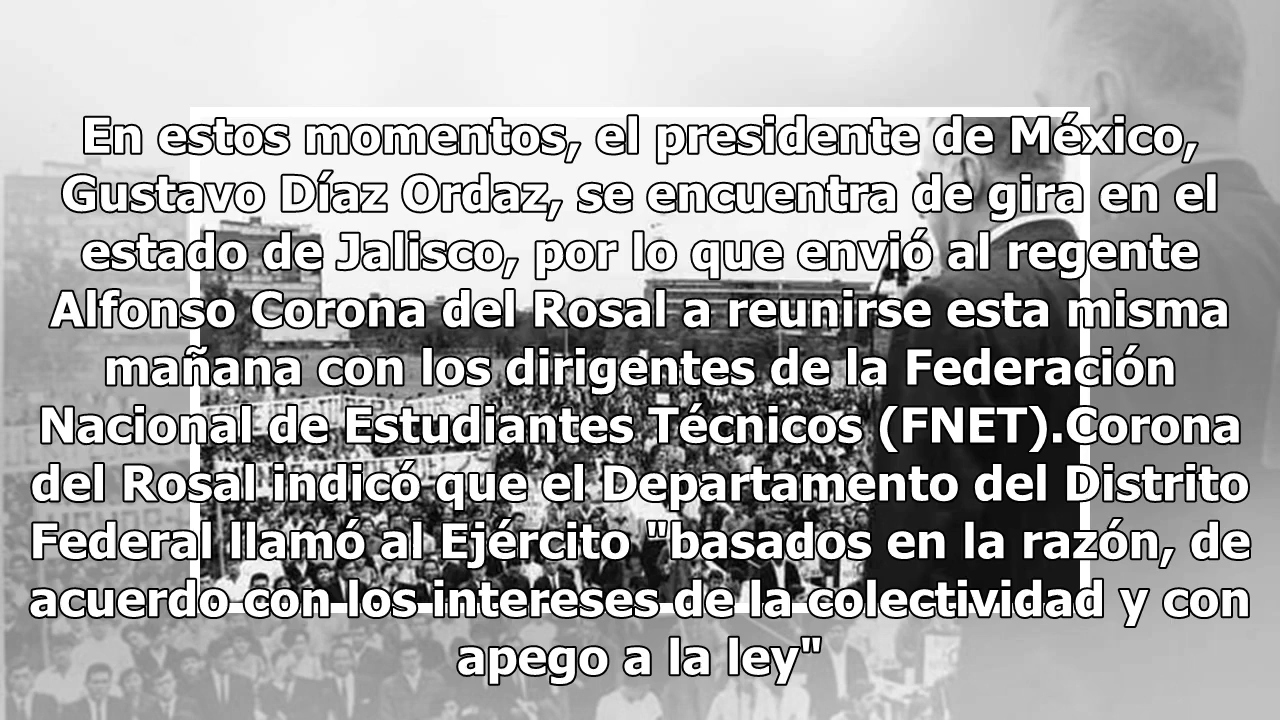 En estos momentos, el presidente de México,
Gustavo Díaz Ordaz, se encuentra de gira en el
estado de Jalisco, por lo que envió al regente
Alfonso Corona del Rosal a reunirse esta misma
mañana con los dirigentes de la Federación
Nacional de Estudiantes Técnicos (FNET).Corona
del Rosal indicó que el Departamento del Distrito
Federal llamó al Ejército "basados en la razón, de
acuerdo con los intereses de la colectividad y con
apego a la ley"